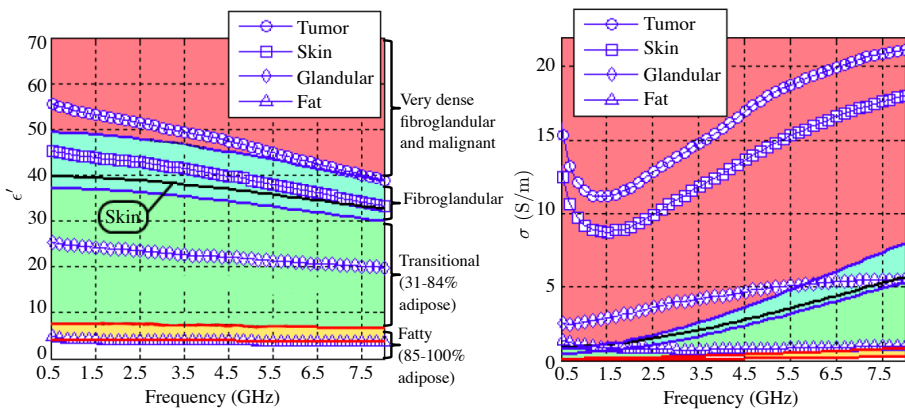 Tumor
Skin
Glandular
Fat
70
60
50
40
30
20
10
0
ϵ′
0.5 1.5 2.5 3.5 4.5 5.5 6.5 7.5
Frequency (GHz)
Skin
Very dense
fibroglandular
and malignant
Fibroglandular
Transitional
(31-84%
adipose)
Fatty
(85-100%
adipose)
Tumor
Skin
Glandular
Fat
20
15
10
5
0
σ (S/m)
0.5 1.5 2.5 3.5 4.5 5.5 6.5 7.5
Frequency (GHz)